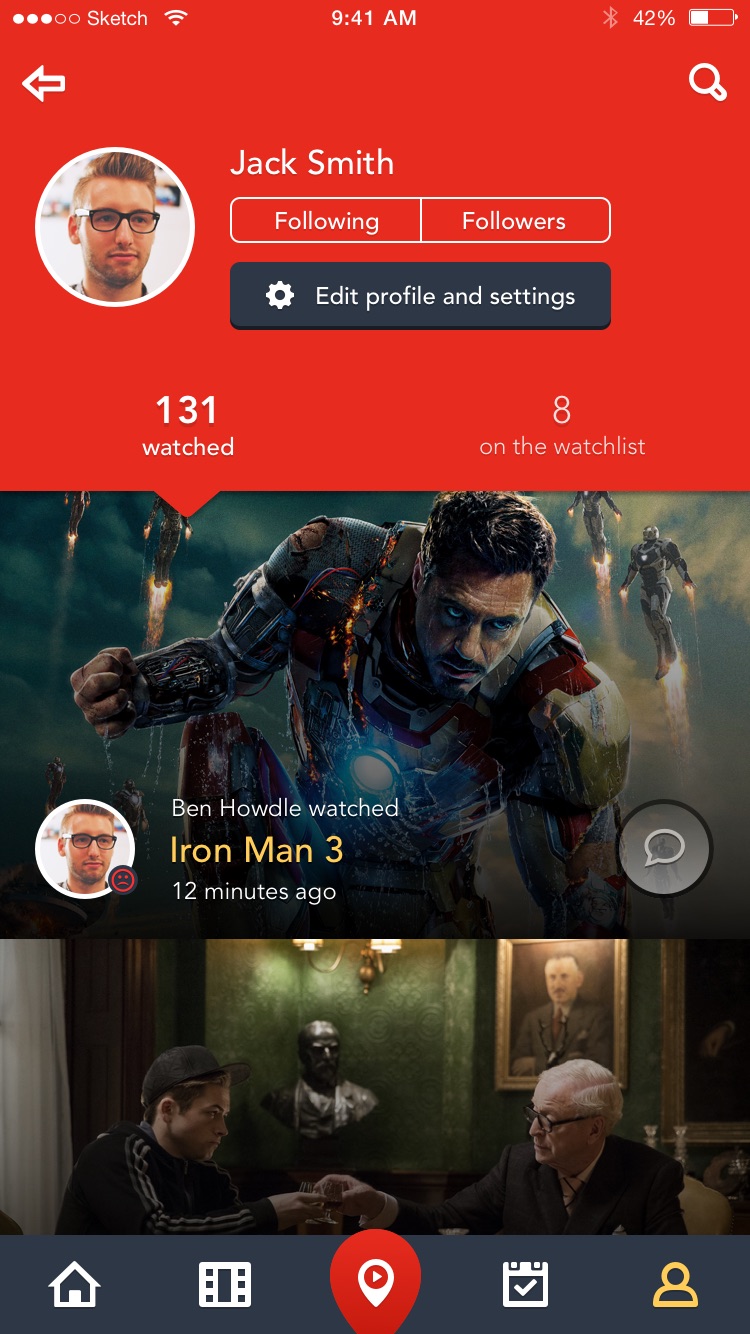 Sketch 9:41 AM 42%
Jack Smith
Following Followers
Edit profile and settings
131 8
watched on the watchlist
Ben Howdle watched
Iron Man 3
12 minutes ago